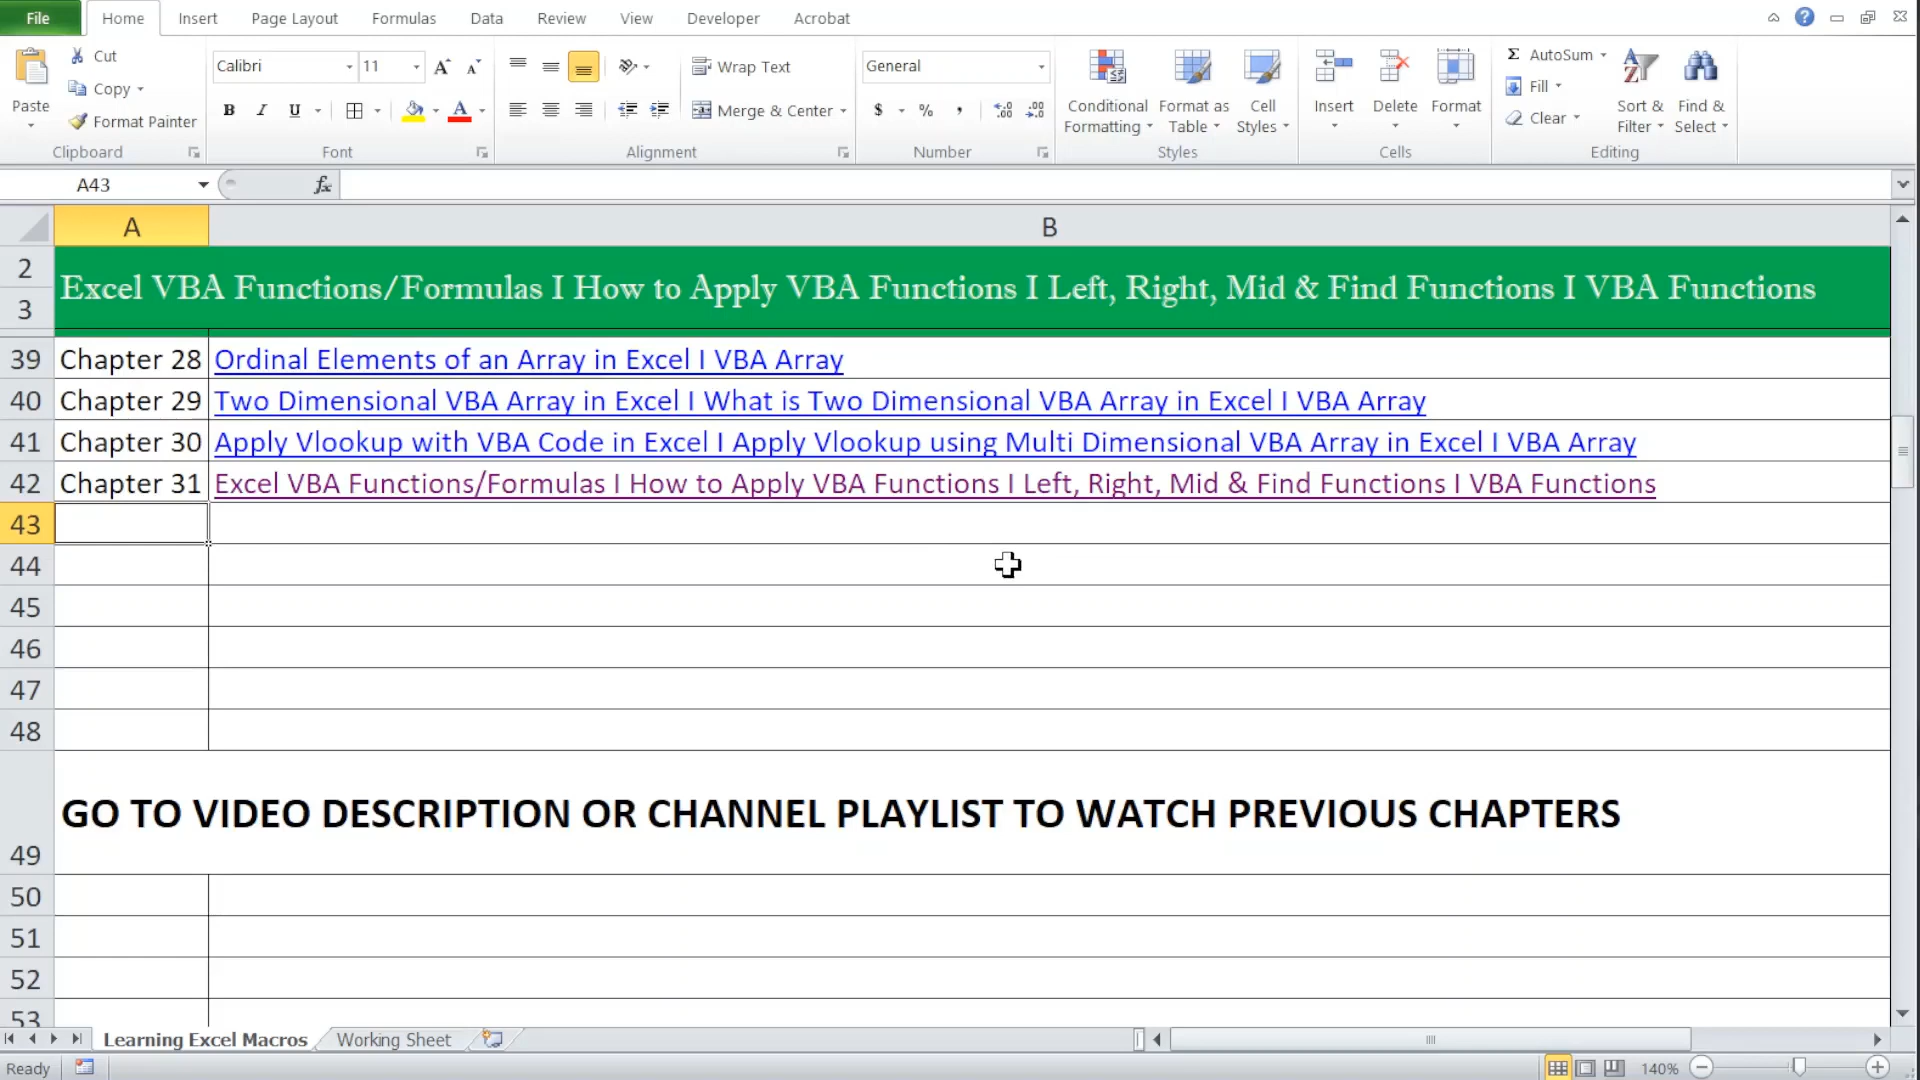 File Home Insert Page Layout Formulas Data Review View Developer Acrobat
Paste
Cut
Copy
Format Painter
Clipboard
Calibri 11
B I U
Font
Wrap Text
Merge & Center
Alignment
General
$ % ,
Number
Conditional Formatting
Format as Table
Cell Styles
Styles
Insert
Delete
Format
Cells
Σ AutoSum
Fill
Clear
Sort & Filter
Find & Select
Editing
A43 fx
A B
2
3
Excel VBA Functions/Formulas I How to Apply VBA Functions I Left, Right, Mid & Find Functions I VBA Functions
39 Chapter 28 Ordinal Elements of an Array in Excel I VBA Array
40 Chapter 29 Two Dimensional VBA Array in Excel I What is Two Dimensional VBA Array in Excel I VBA Array
41 Chapter 30 Apply Vlookup with VBA Code in Excel I Apply Vlookup using Multi Dimensional VBA Array in Excel I VBA Array
42 Chapter 31 Excel VBA Functions/Formulas I How to Apply VBA Functions I Left, Right, Mid & Find Functions I VBA Functions
43
44
45
46
47
48
49 GO TO VIDEO DESCRIPTION OR CHANNEL PLAYLIST TO WATCH PREVIOUS CHAPTERS
50
51
52
53
Learning Excel Macros Working Sheet
Ready 140%